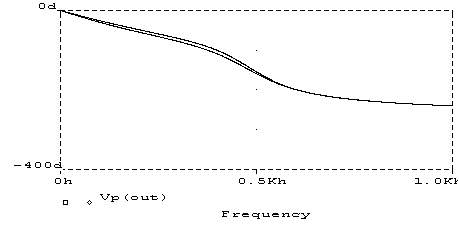 0d
-400d
0h 0.5Kh 1.0Kh
Vp(out)
Frequency